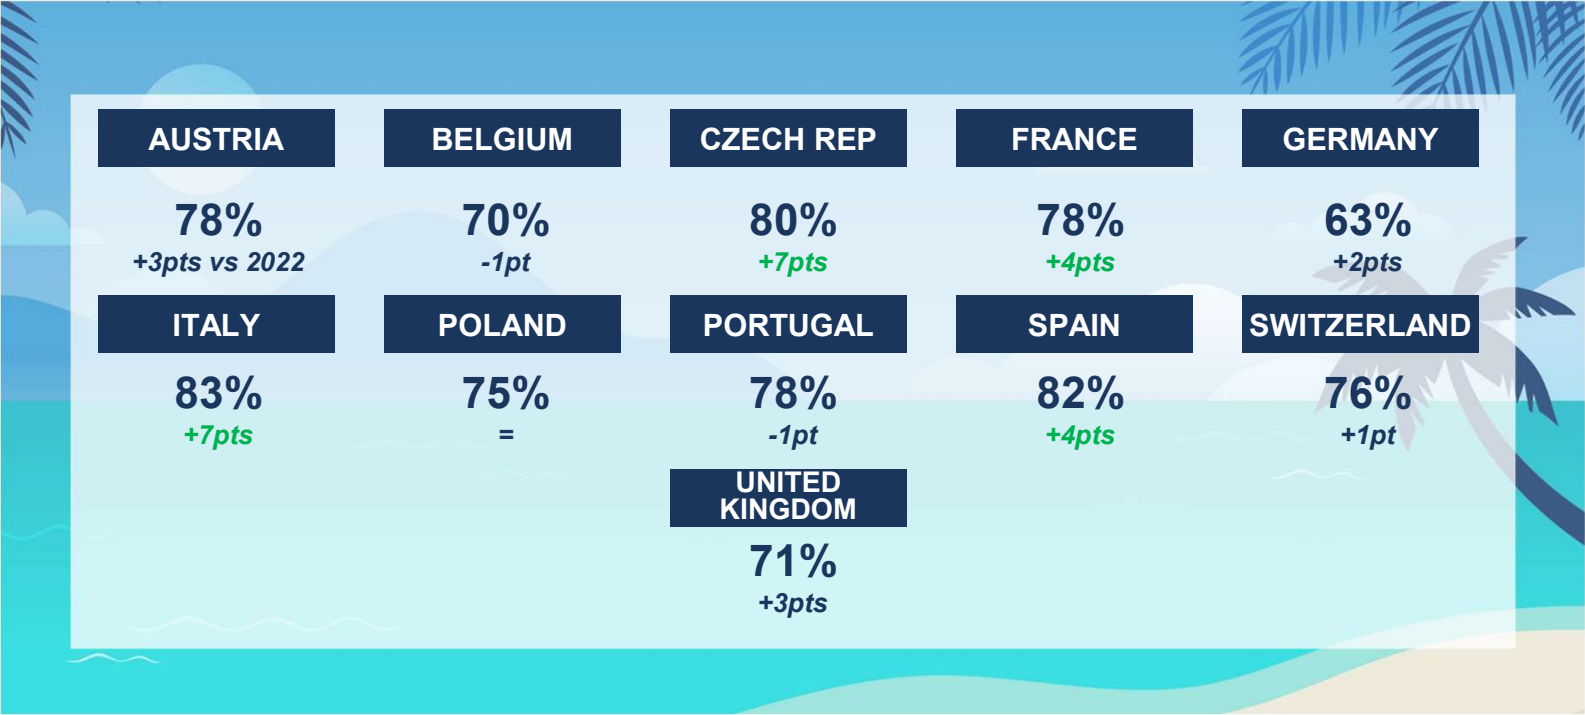 AUSTRIA BELGIUM CZECH REP FRANCE GERMANY
78% 70% 80% 78% 63%
+3pts vs 2022 -1pt +7pts +4pts +2pts
ITALY POLAND PORTUGAL SPAIN SWITZERLAND
83% 75% 78% 82% 76%
+7pts = -1pt +4pts +1pt
UNITED
KINGDOM
71%
+3pts